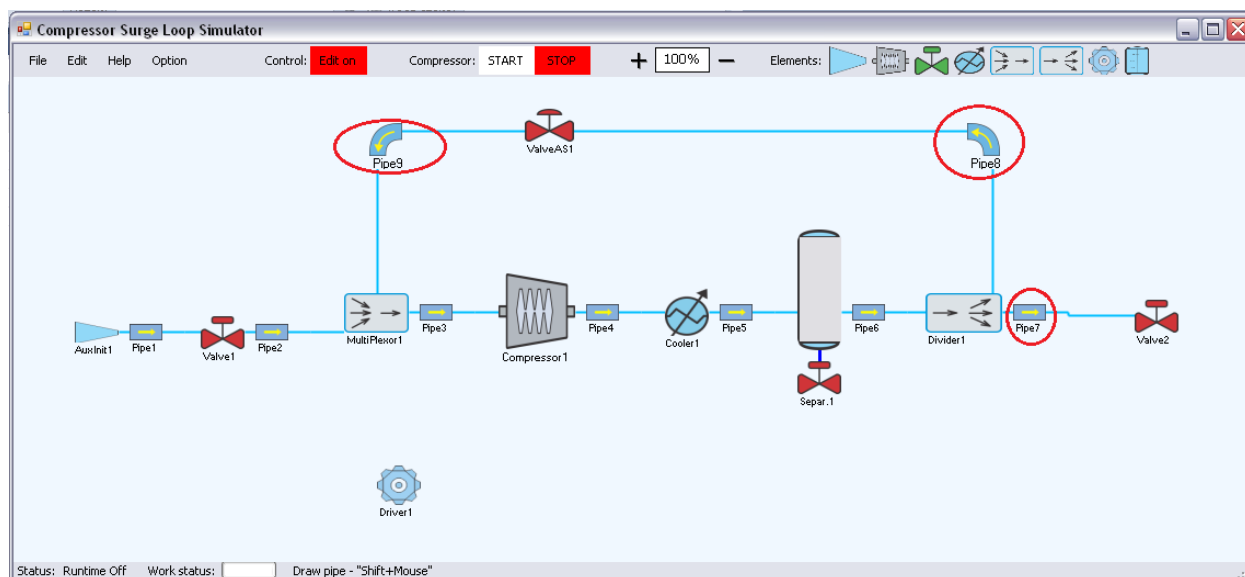 Compressor Surge Loop Simulator
File Edit Help Option Control: Edit on Compressor: START STOP + 100% − Elements:
Pipe9
ValveAS1
Pipe8
AuxInit1
Pipe1
Valve1
Pipe2
MultiPlexor1
Pipe3
Compressor1
Pipe4
Cooler1
Pipe5
Separ.1
Pipe6
Divider1
Pipe7
Valve2
Driver1
Status: Runtime Off Work status: Draw pipe - "Shift+Mouse"